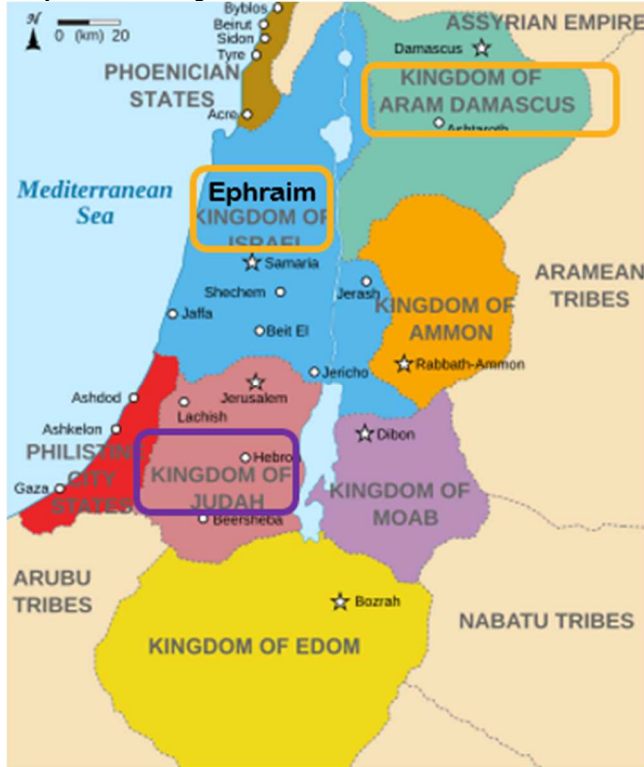 Byblos
Beirut
Sidon
Tyre
N
0 (km) 20
ASSYRIAN EMPIRE
Damascus
PHOENICIAN
STATES
KINGDOM OF
ARAM DAMASCUS
Acre
Ashtaroth
Mediterranean
Sea
Ephraim
KINGDOM OF
ISRAEL
Samaria
Shechem
Jerash
ARAMEAN
TRIBES
Jaffa
KINGDOM OF
AMMON
Beit El
Jericho
Rabbath-Ammon
Jerusalem
Ashdod
Lachish
Ashkelon
Dibon
PHILISTIN
CITY
STATES
Hebro
Gaza
KINGDOM OF
JUDAH
KINGDOM OF
MOAB
Beersheba
ARUBU
TRIBES
Bozrah
NABATU TRIBES
KINGDOM OF EDOM